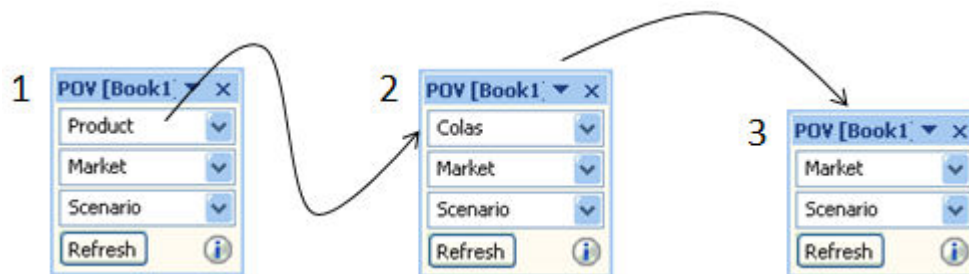 1
POV [Book1]
Product
Market
Scenario
Refresh
2
POV [Book1]
Colas
Market
Scenario
Refresh
3
POV [Book1]
Market
Scenario
Refresh